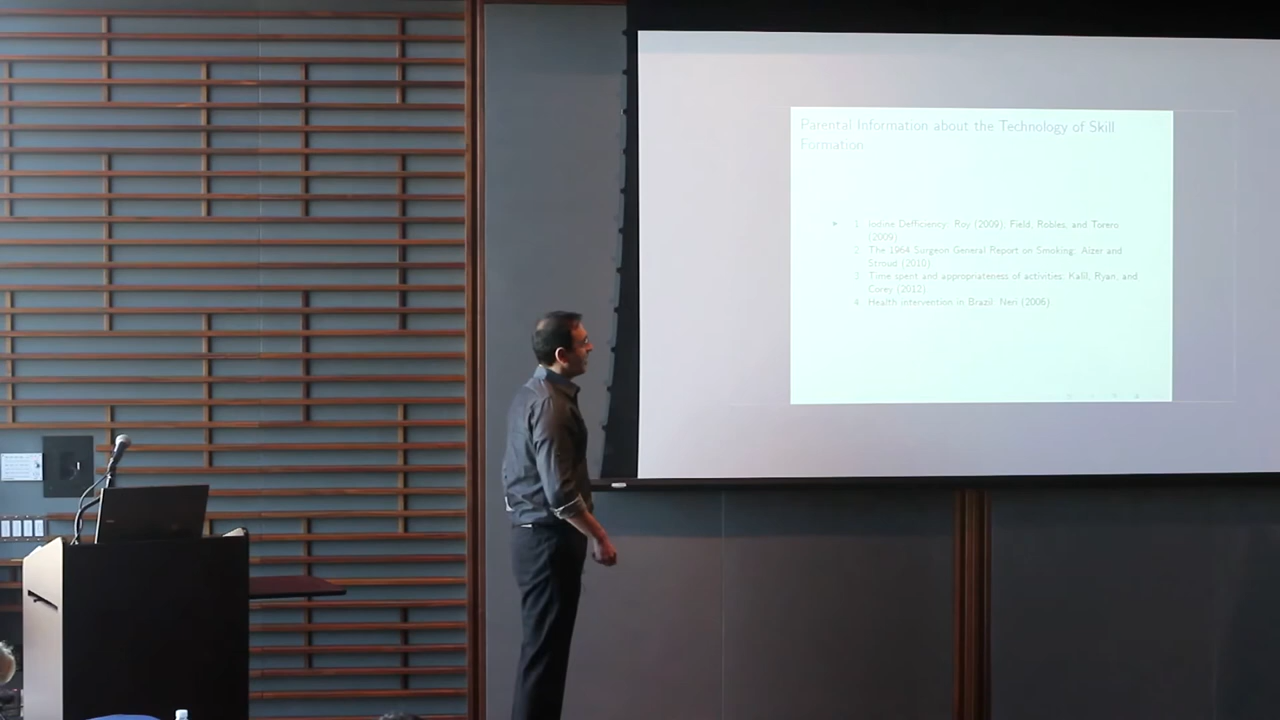 Parental Information about the Technology of Skill
Formation
1. Iodine Defficiency: Roy (2009), Field, Robles, and Torero
(2009)
2. The 1964 Surgeon General Report on Smoking: Aizer and
Stroud (2010)
3. Time spent and appropriateness of activities: Kalil, Ryan, and
Corey (2012)
4. Health intervention in Brazil: Neri (2006)